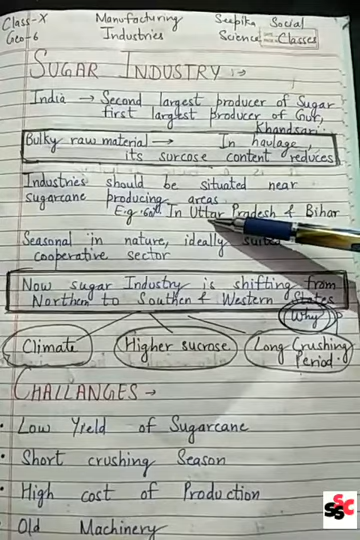 Class-X Manufacturing Seepika Social
Geo-6 Industries Science Classes
SUGAR INDUSTRY :→
India → Second largest producer of Sugar
first largest producer of Gur,
Khandsari.
Bulky raw material → In haulage,
its surcose content reduces
Industries should be situated near
sugarcane producing areas
E.g :- 60% In Uttar Pradesh & Bihar
Seasonal in nature, ideally suites
cooperative sector
Now sugar Industry is shifting from
Northern to Southern & Western States
Why
Climate Higher sucrose Long Crushing
Period.
CHALLANGES →
• Low Yield of Sugarcane
• Short crushing Season
• High cost of Production
• Old Machinery
SSC